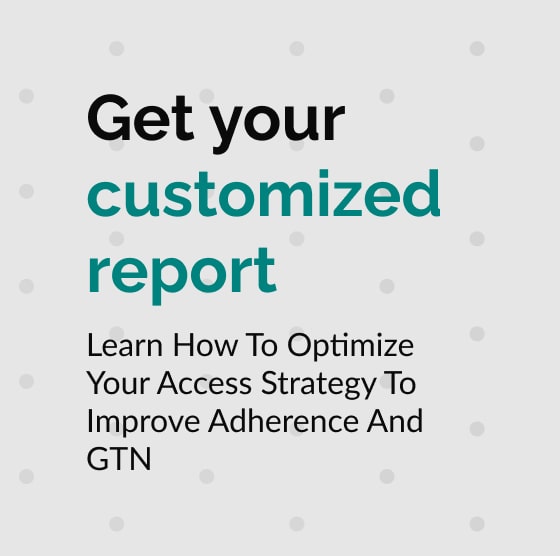 Get your
customized
report
Learn How To Optimize
Your Access Strategy To
Improve Adherence And
GTN